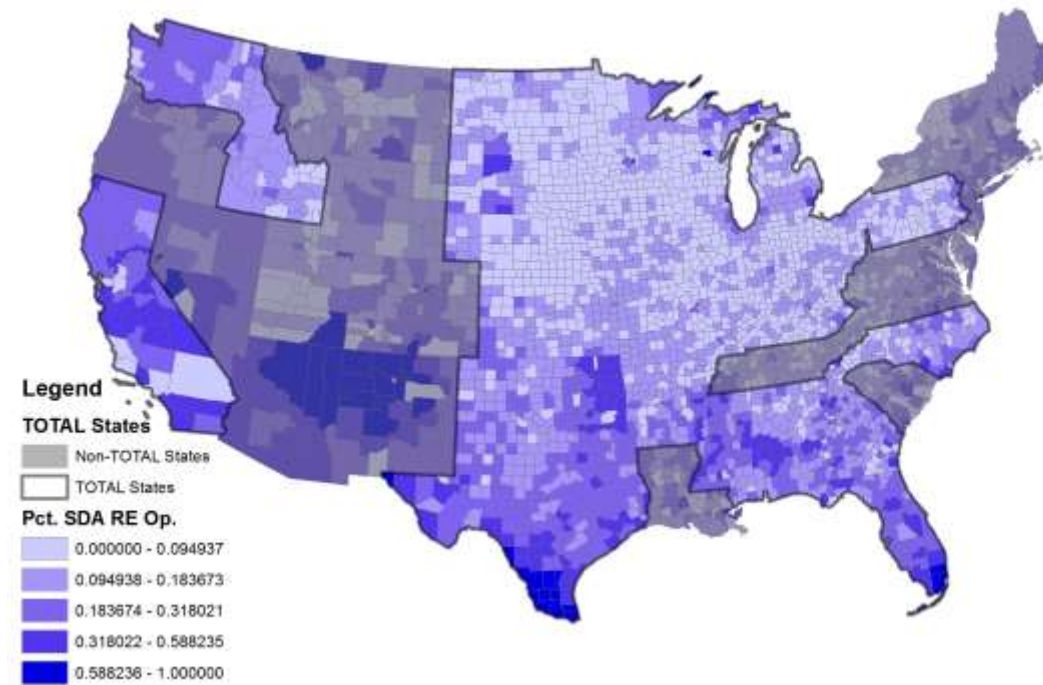 Legend
TOTAL States
Non-TOTAL States
TOTAL States
Pct. SDA RE Op.
0.000000 - 0.094937
0.094938 - 0.183673
0.183674 - 0.318021
0.318022 - 0.588235
0.588236 - 1.000000